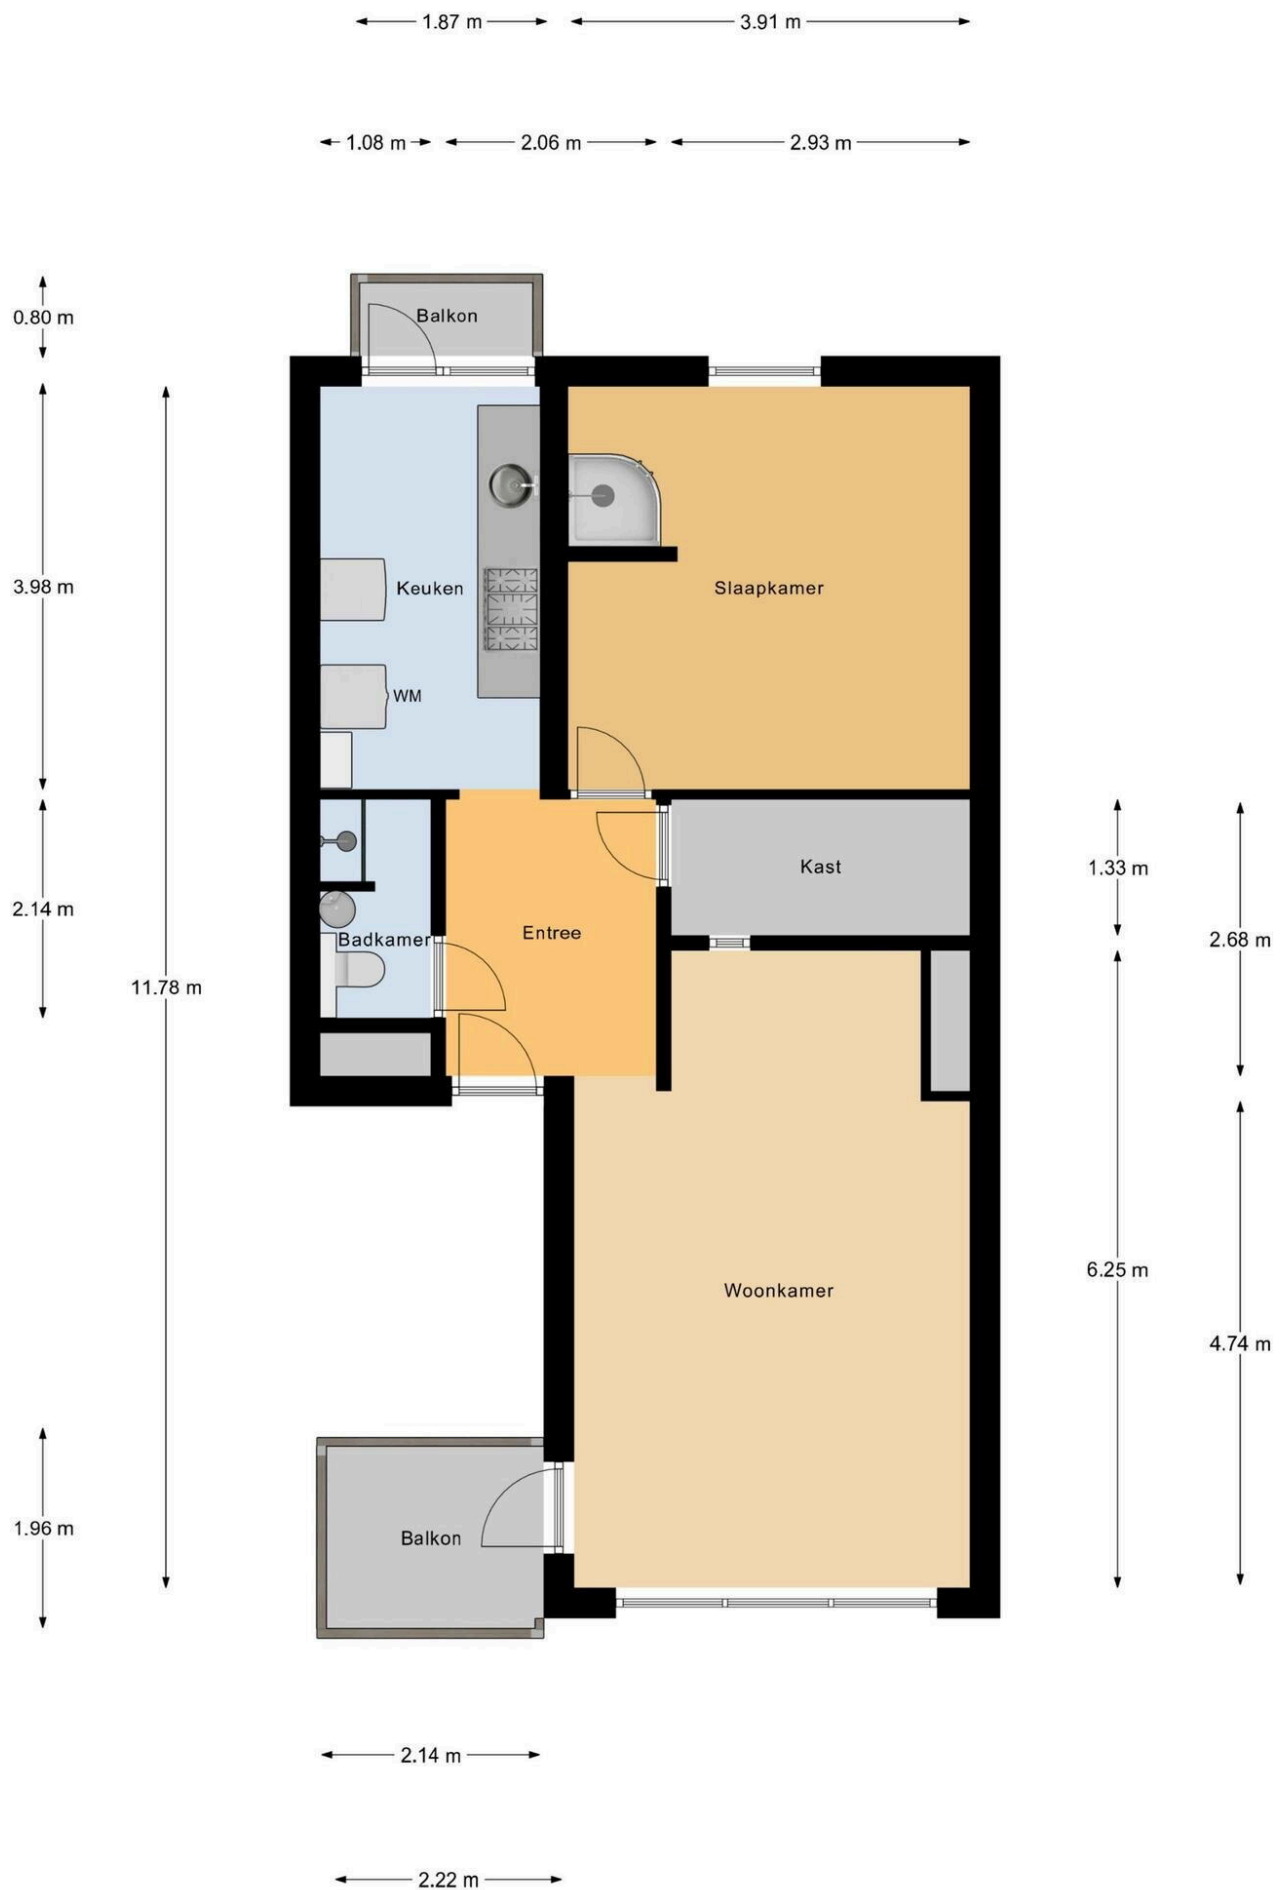 1.87 m
3.91 m
1.08 m
2.06 m
2.93 m
0.80 m
Balkon
3.98 m
Keuken
Slaapkamer
WM
Kast
1.33 m
2.14 m
Badkamer
Entree
2.68 m
11.78 m
6.25 m
Woonkamer
4.74 m
1.96 m
Balkon
2.14 m
2.22 m